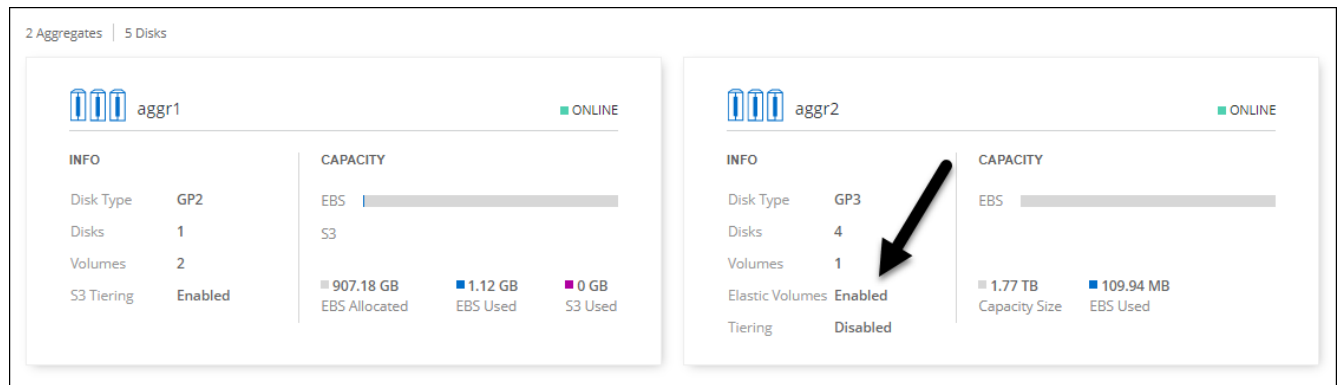 2 Aggregates | 5 Disks
aggr1
ONLINE
INFO
Disk Type GP2
Disks 1
Volumes 2
S3 Tiering Enabled
CAPACITY
EBS
S3
907.18 GB 1.12 GB 0 GB
EBS Allocated EBS Used S3 Used
aggr2
ONLINE
INFO
Disk Type GP3
Disks 4
Volumes 1
Elastic Volumes Enabled
Tiering Disabled
CAPACITY
EBS
1.77 TB 109.94 MB
Capacity Size EBS Used